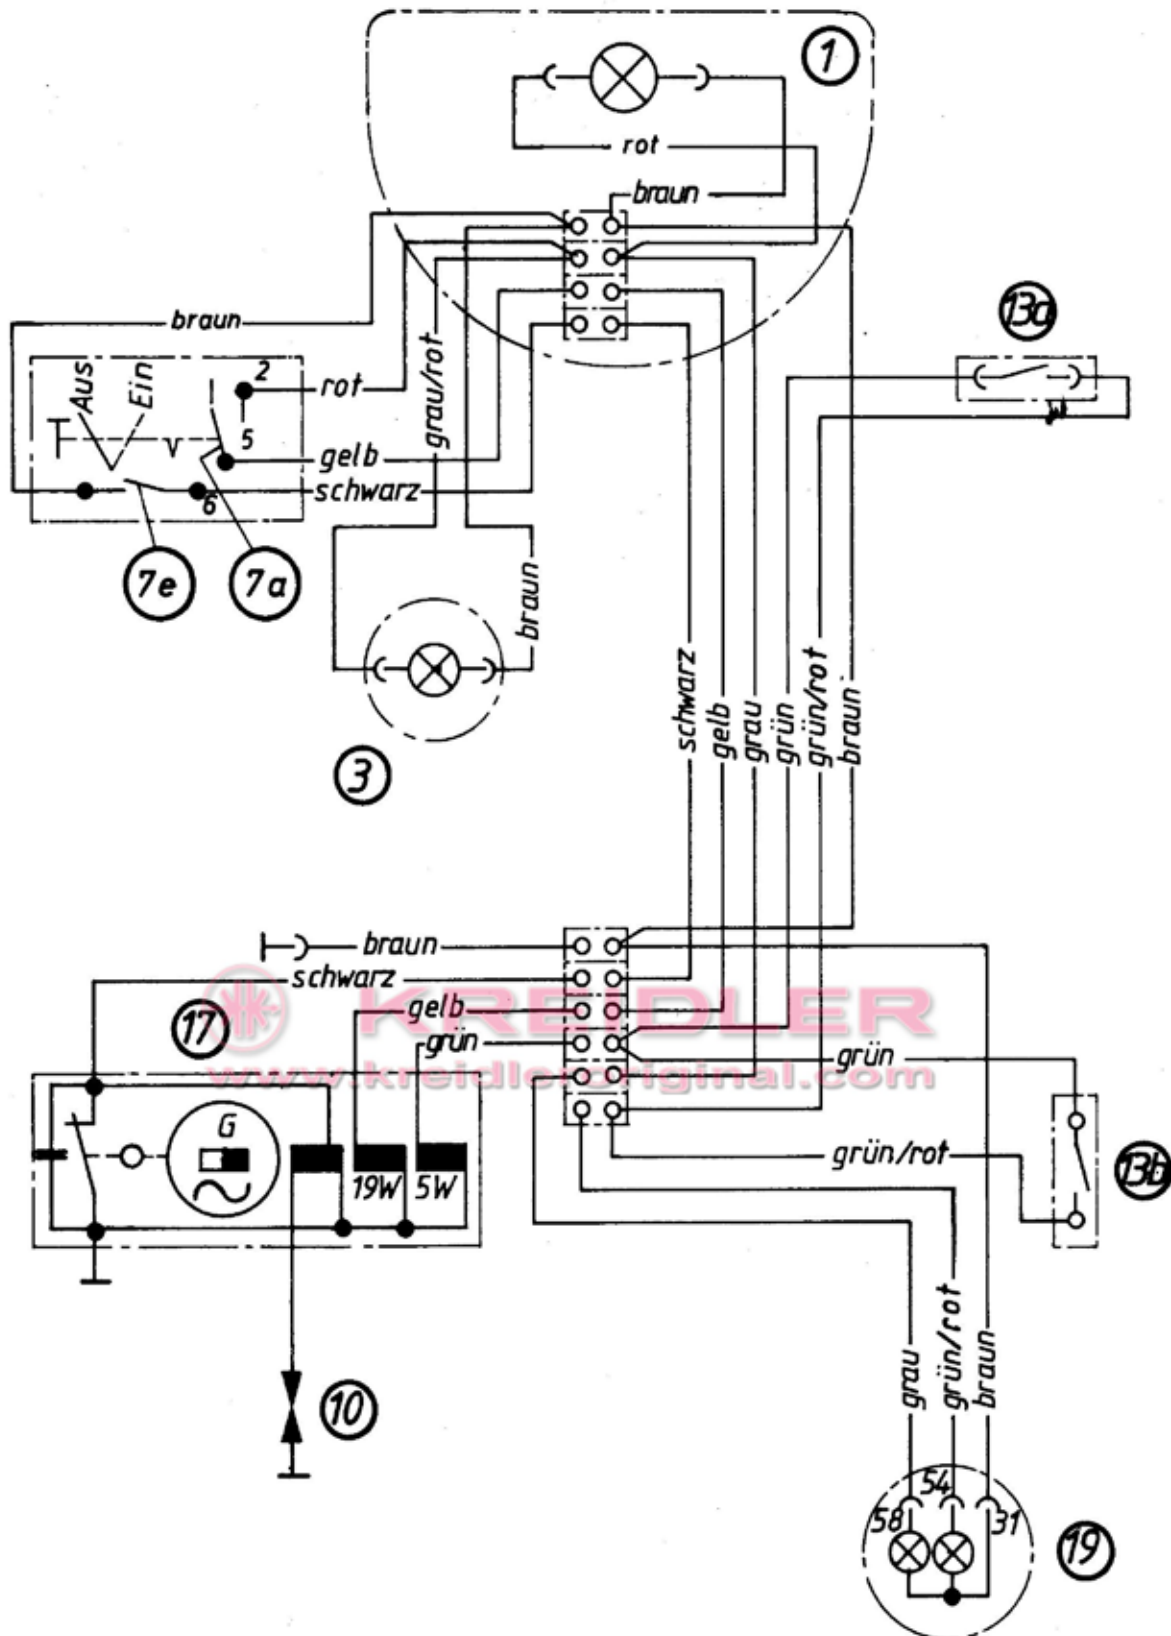 1
rot
braun
braun
13a
Aus
Ein
2
rot
grau/rot
5
gelb
6
schwarz
7e
7a
braun
3
schwarz
gelb
grau
grün
grün/rot
braun
braun
schwarz
17
gelb
KREIDLER
grün
grün
www.kreidleroriginal.com
G
19W
5W
grün/rot
13b
10
grau
grün/rot
braun
54
58
31
19